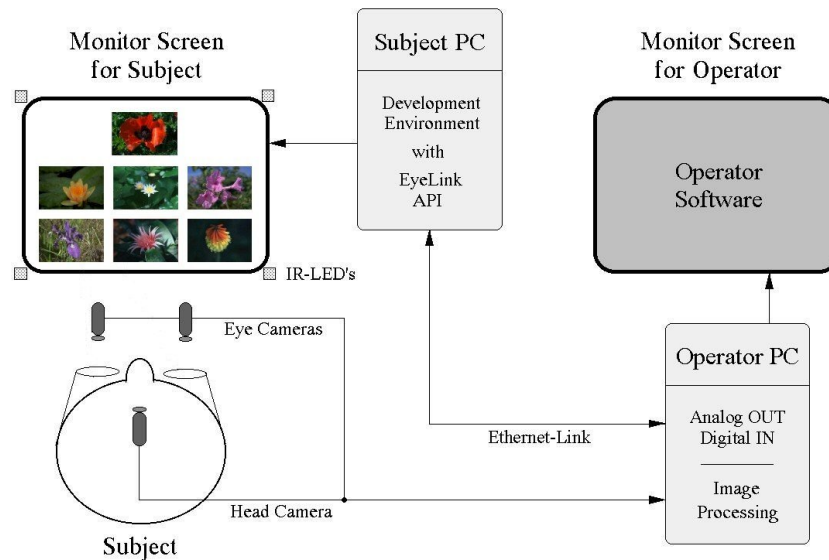 Monitor Screen
for Subject
Subject PC
Development
Environment
with
EyeLink
API
Monitor Screen
for Operator
Operator
Software
IR-LED's
Eye Cameras
Operator PC
Analog OUT
Digital IN
Image
Processing
Ethernet-Link
Head Camera
Subject